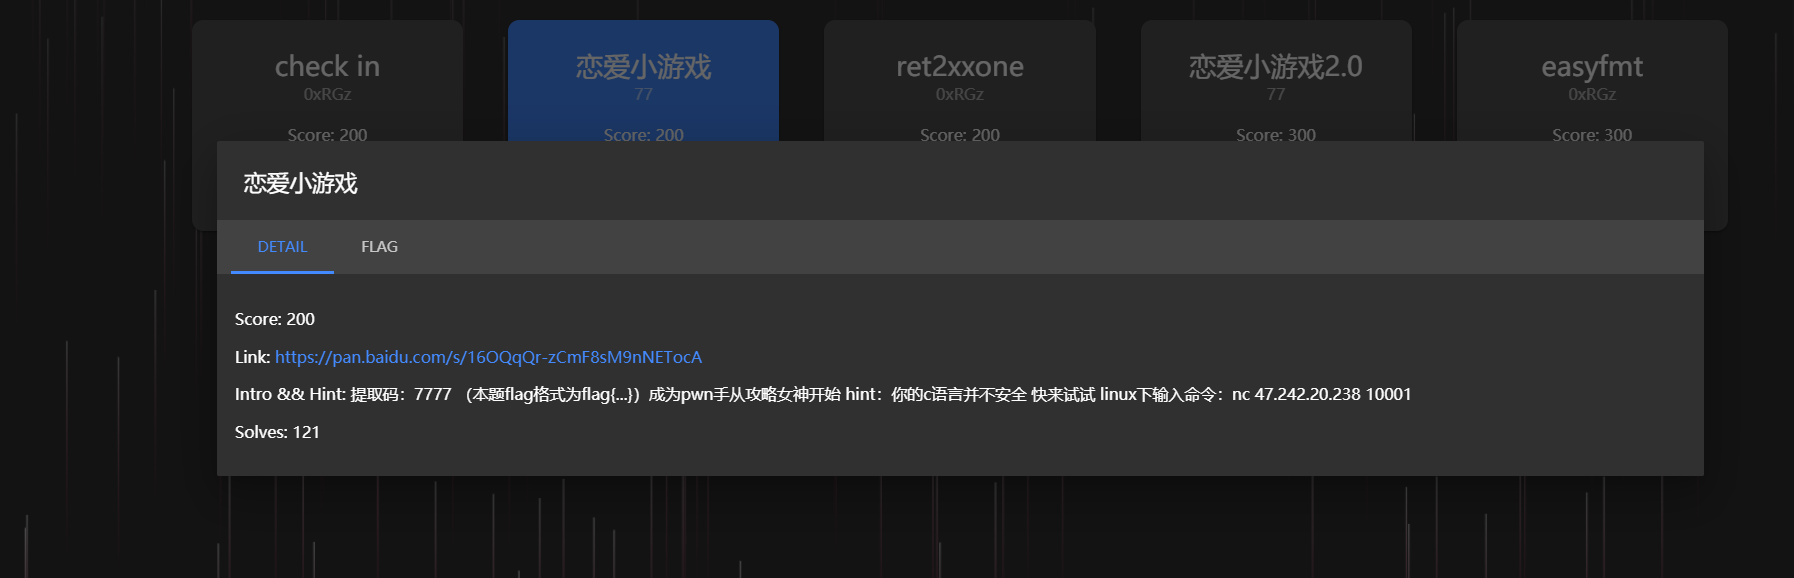 check in
0xRGz
Score: 200
恋爱小游戏
77
Score: 200
ret2xxone
0xRGz
Score: 200
恋爱小游戏2.0
77
Score: 300
easyfmt
0xRGz
Score: 300
恋爱小游戏
DETAIL
FLAG
Score: 200
Link: https://pan.baidu.com/s/16OQqQr-zCmF8sM9nNETocA
Intro && Hint: 提取码：7777 （本题flag格式为flag{...}）成为pwn手从攻略女神开始 hint：你的c语言并不安全 快来试试 linux下输入命令：nc 47.242.20.238 10001
Solves: 121